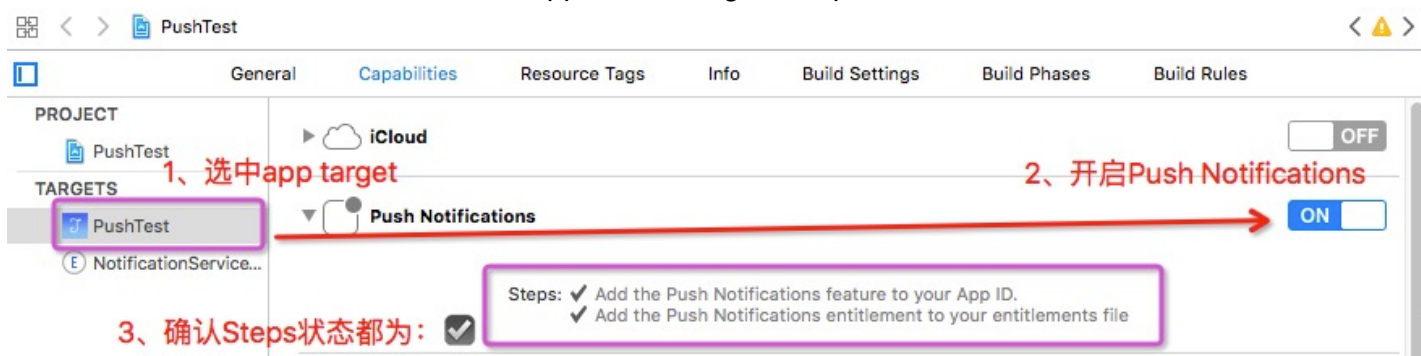 PushTest
General Capabilities Resource Tags Info Build Settings Build Phases Build Rules
PROJECT
PushTest
iCloud
OFF
1、选中app target
2、开启Push Notifications
TARGETS
PushTest
Push Notifications
ON
NotificationService...
Steps: ✔ Add the Push Notifications feature to your App ID.
✔ Add the Push Notifications entitlement to your entitlements file
3、确认Steps状态都为：